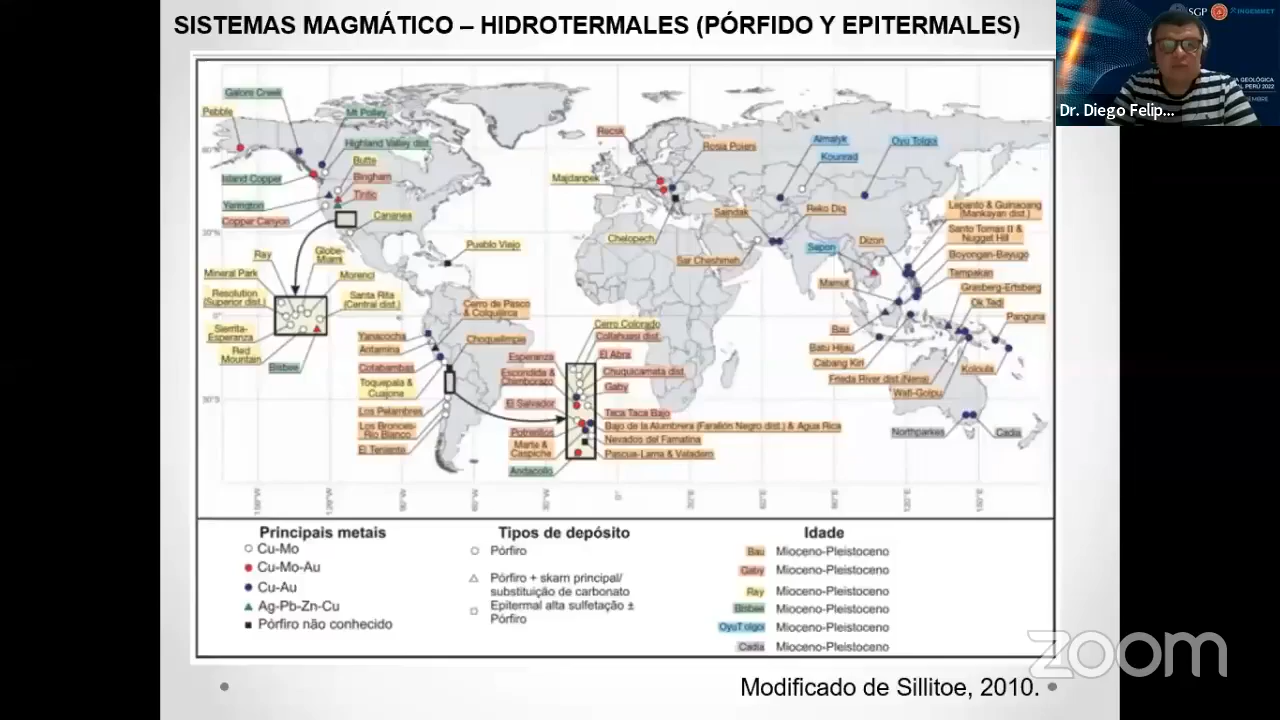 SISTEMAS MAGMÁTICO – HIDROTERMALES (PÓRFIDO Y EPITERMALES)
SGP
INGEMMET
Dr. Diego Felip...
Galore Creek
Pebble
Mt Polley
Highland Valley dist.
Island Copper
Butte
Bingham
Tintic
Yerington
Copper Canyon
Cananea
Recsk
Rosia Poieni
Majdanpek
Almalyk
Kounrad
Oyu Tolgoi
Saindak
Reko Diq
Chelopech
Sar Cheshmeh
Sepon
Dizon
Lepanto & Guinaoang
(Mankayan dist.)
Santo Tomas II &
Nugget Hill
Boyongan-Bayugo
Mamut
Tampakan
Grasberg-Ertsberg
Ok Tedi
Panguna
Bau
Batu Hijau
Cabang Kiri
Frieda River dist. (Nena)
Wafi-Golpu
Koloula
Northparkes
Cadia
Pueblo Viejo
Ray
Globe-
Miami
Mineral Park
Morenci
Resolution
(Superior dist.)
Santa Rita
(Central dist.)
Sierrita-
Esperanza
Red
Mountain
Bisbee
Cerro de Pasco
& Colquijirca
Yanacocha
Antamina
Choquelimpie
Cotabambas
Toquepala &
Cuajone
Los Pelambres
Los Bronces-
Río Blanco
El Teniente
Cerro Colorado
Collahuasi dist.
Esperanza
El Abra
Escondida &
Chimborazo
Chuquicamata dist.
Gaby
El Salvador
Taca Taca Bajo
Potrerillos
Bajo de la Alumbrera (Farallón Negro dist.) & Agua Rica
Marte &
Caspiche
Nevados del Famatina
Pascua-Lama & Veladero
Andacollo
Principais metais
Cu-Mo
Cu-Mo-Au
Cu-Au
Ag-Pb-Zn-Cu
Pórfiro não conhecido
Tipos de depósito
Pórfiro
Pórfiro + skarn principal/
substituição de carbonato
Epitermal alta sulfetação ±
Pórfiro
Idade
Bau Mioceno-Pleistoceno
Gaby Mioceno-Pleistoceno
Ray Mioceno-Pleistoceno
Bisbee Mioceno-Pleistoceno
OyuTolgoi Mioceno-Pleistoceno
Cadia Mioceno-Pleistoceno
zoom
Modificado de Sillitoe, 2010.